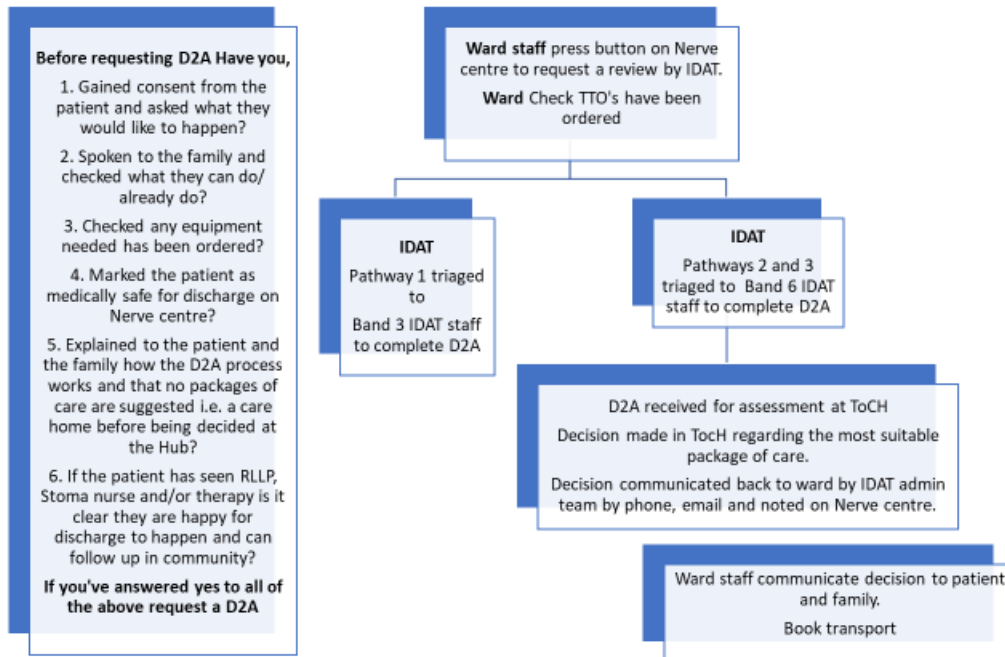 Before requesting D2A Have you,
1. Gained consent from the
patient and asked what they
would like to happen?
2. Spoken to the family and
checked what they can do/
already do?
3. Checked any equipment
needed has been ordered?
4. Marked the patient as
medically safe for discharge on
Nerve centre?
5. Explained to the patient and
the family how the D2A process
works and that no packages of
care are suggested i.e. a care
home before being decided at
the Hub?
6. If the patient has seen RLLP,
Stoma nurse and/or therapy is it
clear they are happy for
discharge to happen and can
follow up in community?
If you've answered yes to all of
the above request a D2A
Ward staff press button on Nerve
centre to request a review by IDAT.
Ward Check TTO's have been
ordered
IDAT
Pathway 1 triaged
to
Band 3 IDAT staff
to complete D2A
IDAT
Pathways 2 and 3
triaged to Band 6 IDAT
staff to complete D2A
D2A received for assessment at ToCH
Decision made in TocH regarding the most suitable
package of care.
Decision communicated back to ward by IDAT admin
team by phone, email and noted on Nerve centre.
Ward staff communicate decision to patient
and family.
Book transport